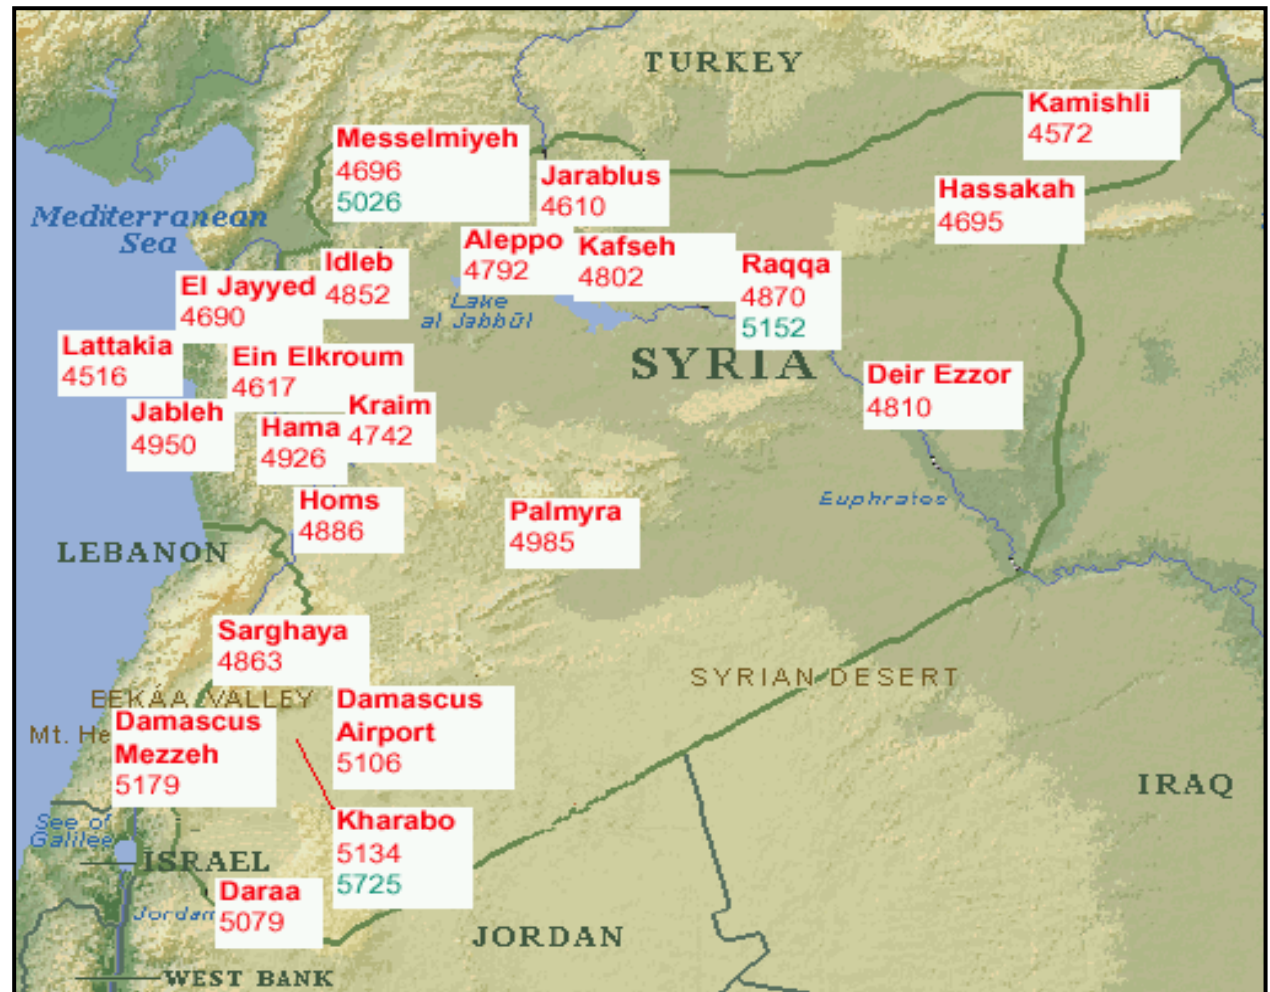 TURKEY
Kamishli
4572
Messelmiyeh
4696
5026
Jarablus
4610
Hassakah
4695
Mediterranean
Sea
Aleppo
4792
Kafseh
4802
Idleb
4852
Raqqa
4870
5152
El Jayyed
4690
Lake
al Jabbūl
Lattakia
4516
Ein Elkroum
4617
SYRIA
Deir Ezzor
4810
Jableh
4950
Kraim
4742
Hama
4926
Homs
4886
Palmyra
4985
Euphrates
LEBANON
Sarghaya
4863
SYRIAN DESERT
EEKÁA VALLEY
Damascus
Airport
5106
Mt. He
Damascus
Mezzeh
5179
IRAQ
Kharabo
5134
5725
See of
Galilee
ISRAEL
Daraa
5079
Jordan
JORDAN
WEST BANK